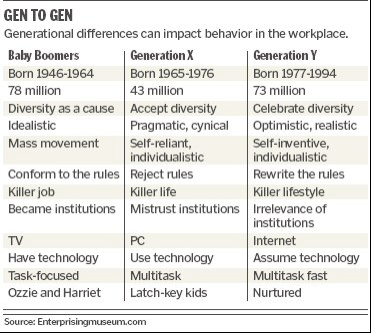 GEN TO GEN
Generational differences can impact behavior in the workplace.
Baby Boomers Generation X Generation Y
Born 1946-1964 Born 1965-1976 Born 1977-1994
78 million 43 million 73 million
Diversity as a cause Accept diversity Celebrate diversity
Idealistic Pragmatic, cynical Optimistic, realistic
Mass movement Self-reliant, Self-inventive,
individualistic individualistic
Conform to the rules Reject rules Rewrite the rules
Killer job Killer life Killer lifestyle
Became institutions Mistrust institutions Irrelevance of
institutions
TV PC Internet
Have technology Use technology Assume technology
Task-focused Multitask Multitask fast
Ozzie and Harriet Latch-key kids Nurtured
Source: Enterprisingmuseum.com